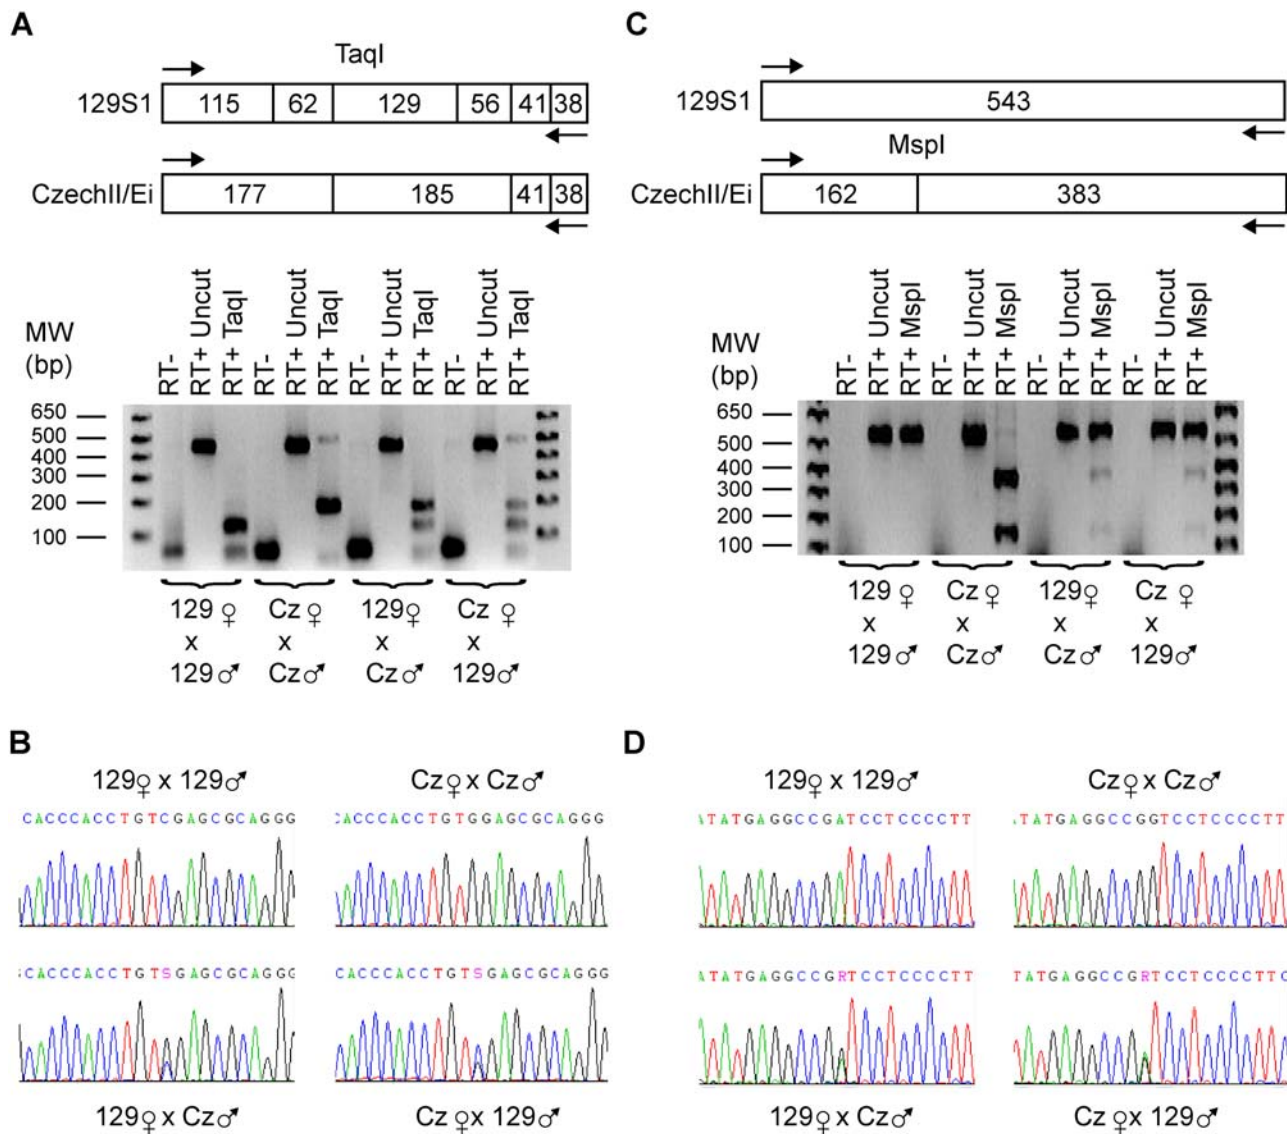 A
TaqI
129S1 115 62 129 56 41 38
CzechII/Ei 177 185 41 38
MW
(bp)
RT-
RT+ Uncut
RT+ TaqI
RT-
RT+ Uncut
RT+ TaqI
RT-
RT+ Uncut
RT+ TaqI
RT-
RT+ Uncut
RT+ TaqI
650
500
400
300
200
100
129♀ Cz♀ 129♀ Cz♀
x x x x
129♂ Cz♂ Cz♂ 129♂
C
129S1 543
MspI
CzechII/Ei 162 383
MW
(bp)
RT-
RT+ Uncut
RT+ MspI
RT-
RT+ Uncut
RT+ MspI
RT-
RT+ Uncut
RT+ MspI
RT-
RT+ Uncut
RT+ MspI
650
500
400
300
200
100
129♀ Cz♀ 129♀ Cz♀
x x x x
129♂ Cz♂ Cz♂ 129♂
B
129♀ x 129♂ Cz♀ x Cz♂
CACCCACCTGTCGAGCGCAGGG ACCCACCTGTGGAGCGCAGGG
CACCCACCTGTSGAGCGCAGGG CACCCACCTGTSGAGCGCAGGG
129♀ x Cz♂ Cz♀ x 129♂
D
129♀ x 129♂ Cz♀ x Cz♂
ATATGAGGCCGATCCTCCCCTT TATGAGGCCGGTCCTCCCCTT
ATATGAGGCCGRTCCTCCCCTT TATGAGGCCGRTCCTCCCCTTC
129♀ x Cz♂ Cz♀ x 129♂